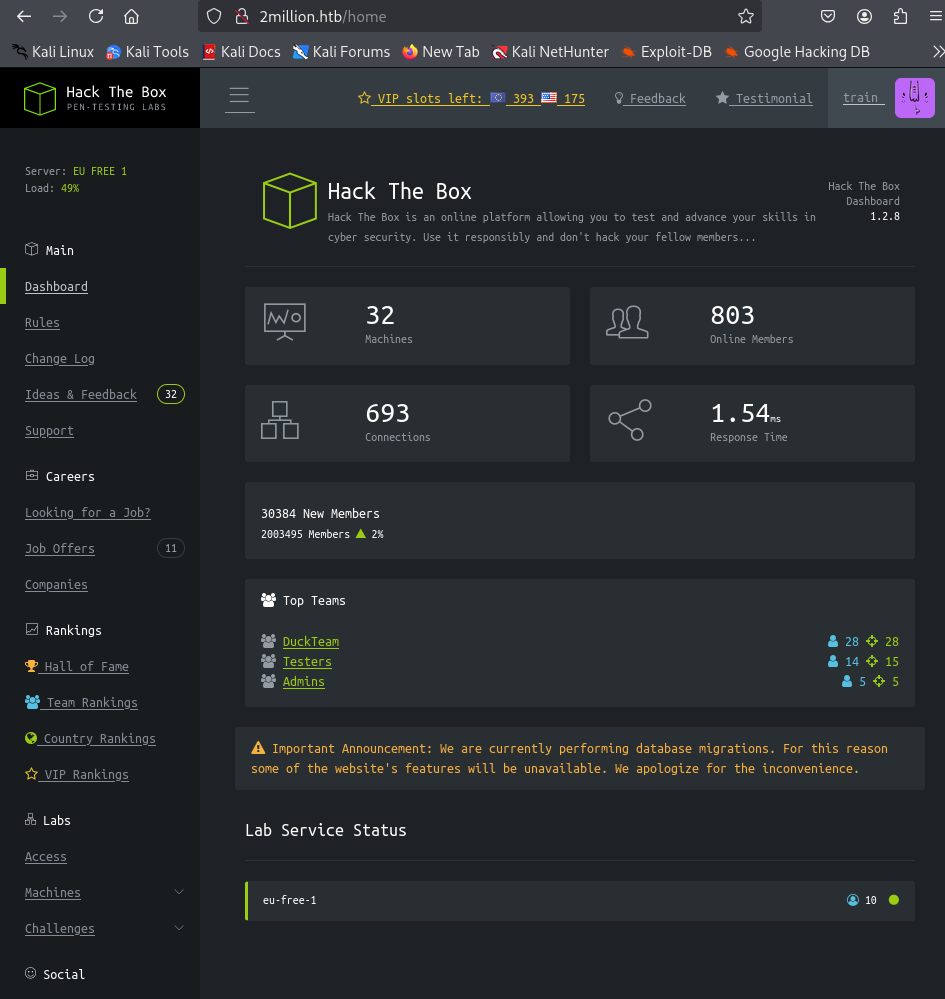 2million.htb/home
Kali Linux Kali Tools Kali Docs Kali Forums New Tab Kali NetHunter Exploit-DB Google Hacking DB
Hack The Box
PEN-TESTING LABS
VIP slots left: 393 175 Feedback Testimonial train
Server: EU FREE 1
Load: 49%
Main
Dashboard
Rules
Change Log
Ideas & Feedback 32
Support
Careers
Looking for a Job?
Job Offers 11
Companies
Rankings
Hall of Fame
Team Rankings
Country Rankings
VIP Rankings
Labs
Access
Machines
Challenges
Social
Hack The Box
Hack The Box is an online platform allowing you to test and advance your skills in
cyber security. Use it responsibly and don't hack your fellow members...
Hack The Box
Dashboard
1.2.8
32
Machines
803
Online Members
693
Connections
1.54ms
Response Time
30384 New Members
2003495 Members 2%
Top Teams
DuckTeam 28 28
Testers 14 15
Admins 5 5
Important Announcement: We are currently performing database migrations. For this reason
some of the website's features will be unavailable. We apologize for the inconvenience.
Lab Service Status
eu-free-1 10